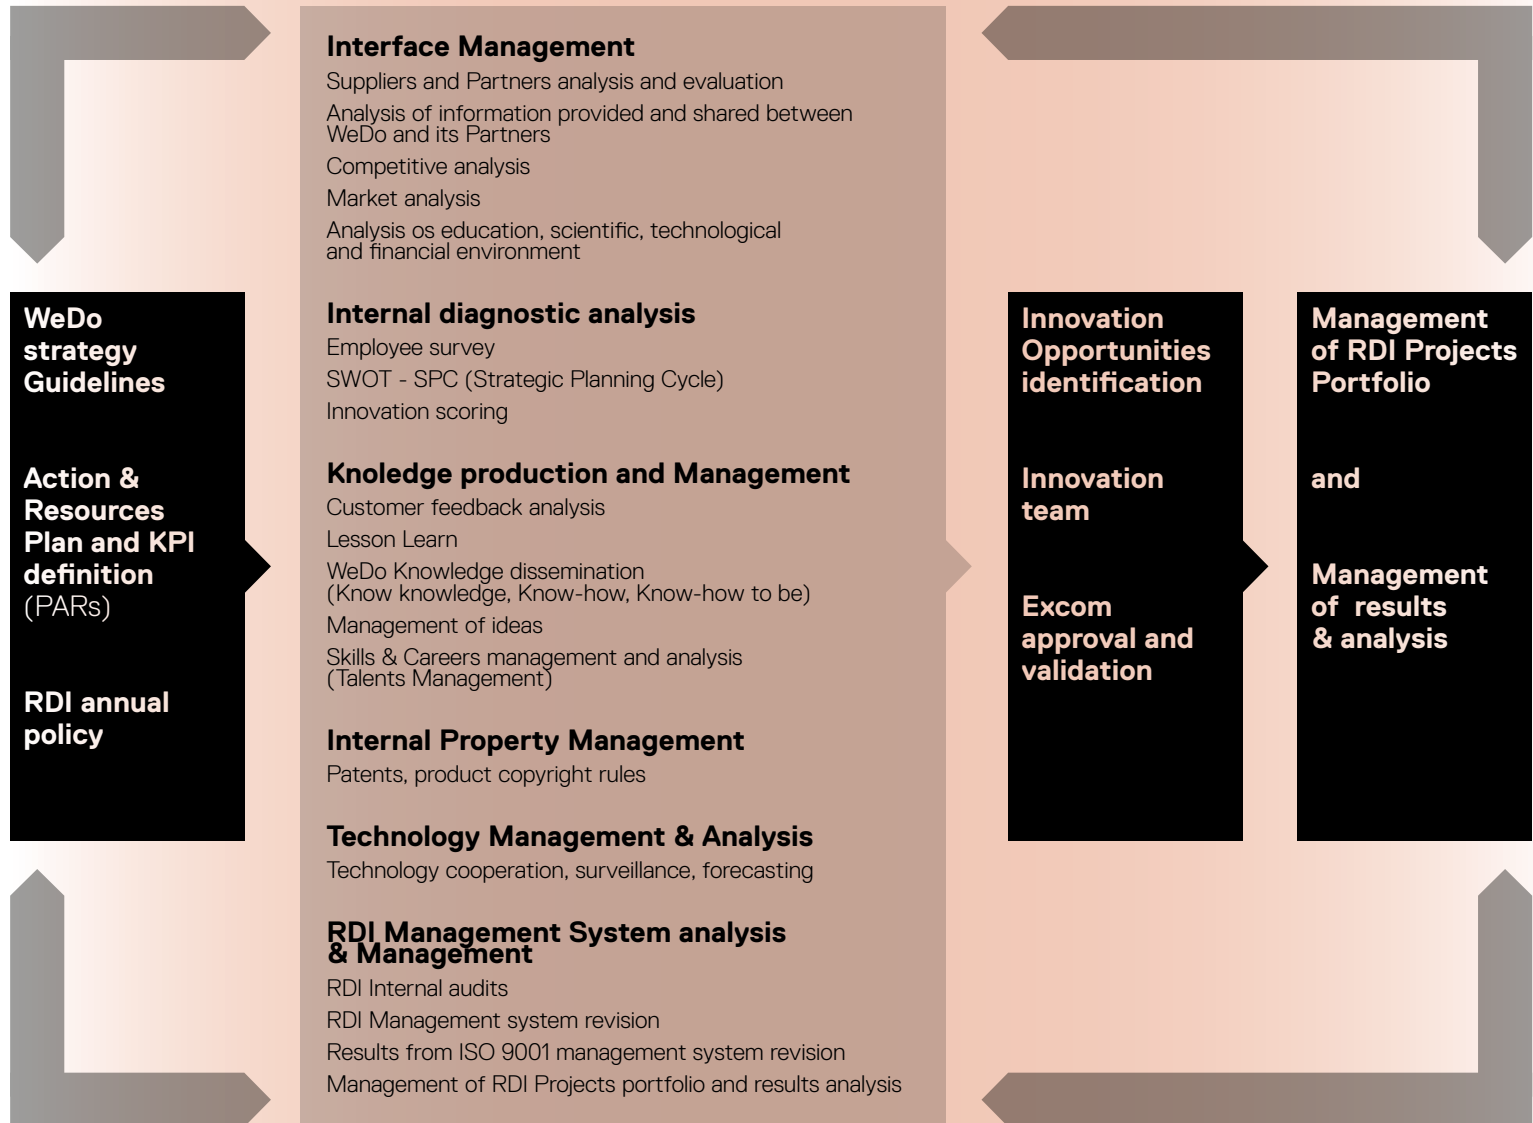 WeDo
strategy
Guidelines
Action &
Resources
Plan and KPI
definition
(PARs)
RDI annual
policy
Interface Management
Suppliers and Partners analysis and evaluation
Analysis of information provided and shared between
WeDo and its Partners
Competitive analysis
Market analysis
Analysis os education, scientific, technological
and financial environment
Internal diagnostic analysis
Employee survey
SWOT - SPC (Strategic Planning Cycle)
Innovation scoring
Knoledge production and Management
Customer feedback analysis
Lesson Learn
WeDo Knowledge dissemination
(Know knowledge, Know-how, Know-how to be)
Management of ideas
Skills & Careers management and analysis
(Talents Management)
Internal Property Management
Patents, product copyright rules
Technology Management & Analysis
Technology cooperation, surveillance, forecasting
RDI Management System analysis
& Management
RDI Internal audits
RDI Management system revision
Results from ISO 9001 management system revision
Management of RDI Projects portfolio and results analysis
Innovation
Opportunities
identification
Innovation
team
Excom
approval and
validation
Management
of RDI Projects
Portfolio
and
Management
of results
& analysis